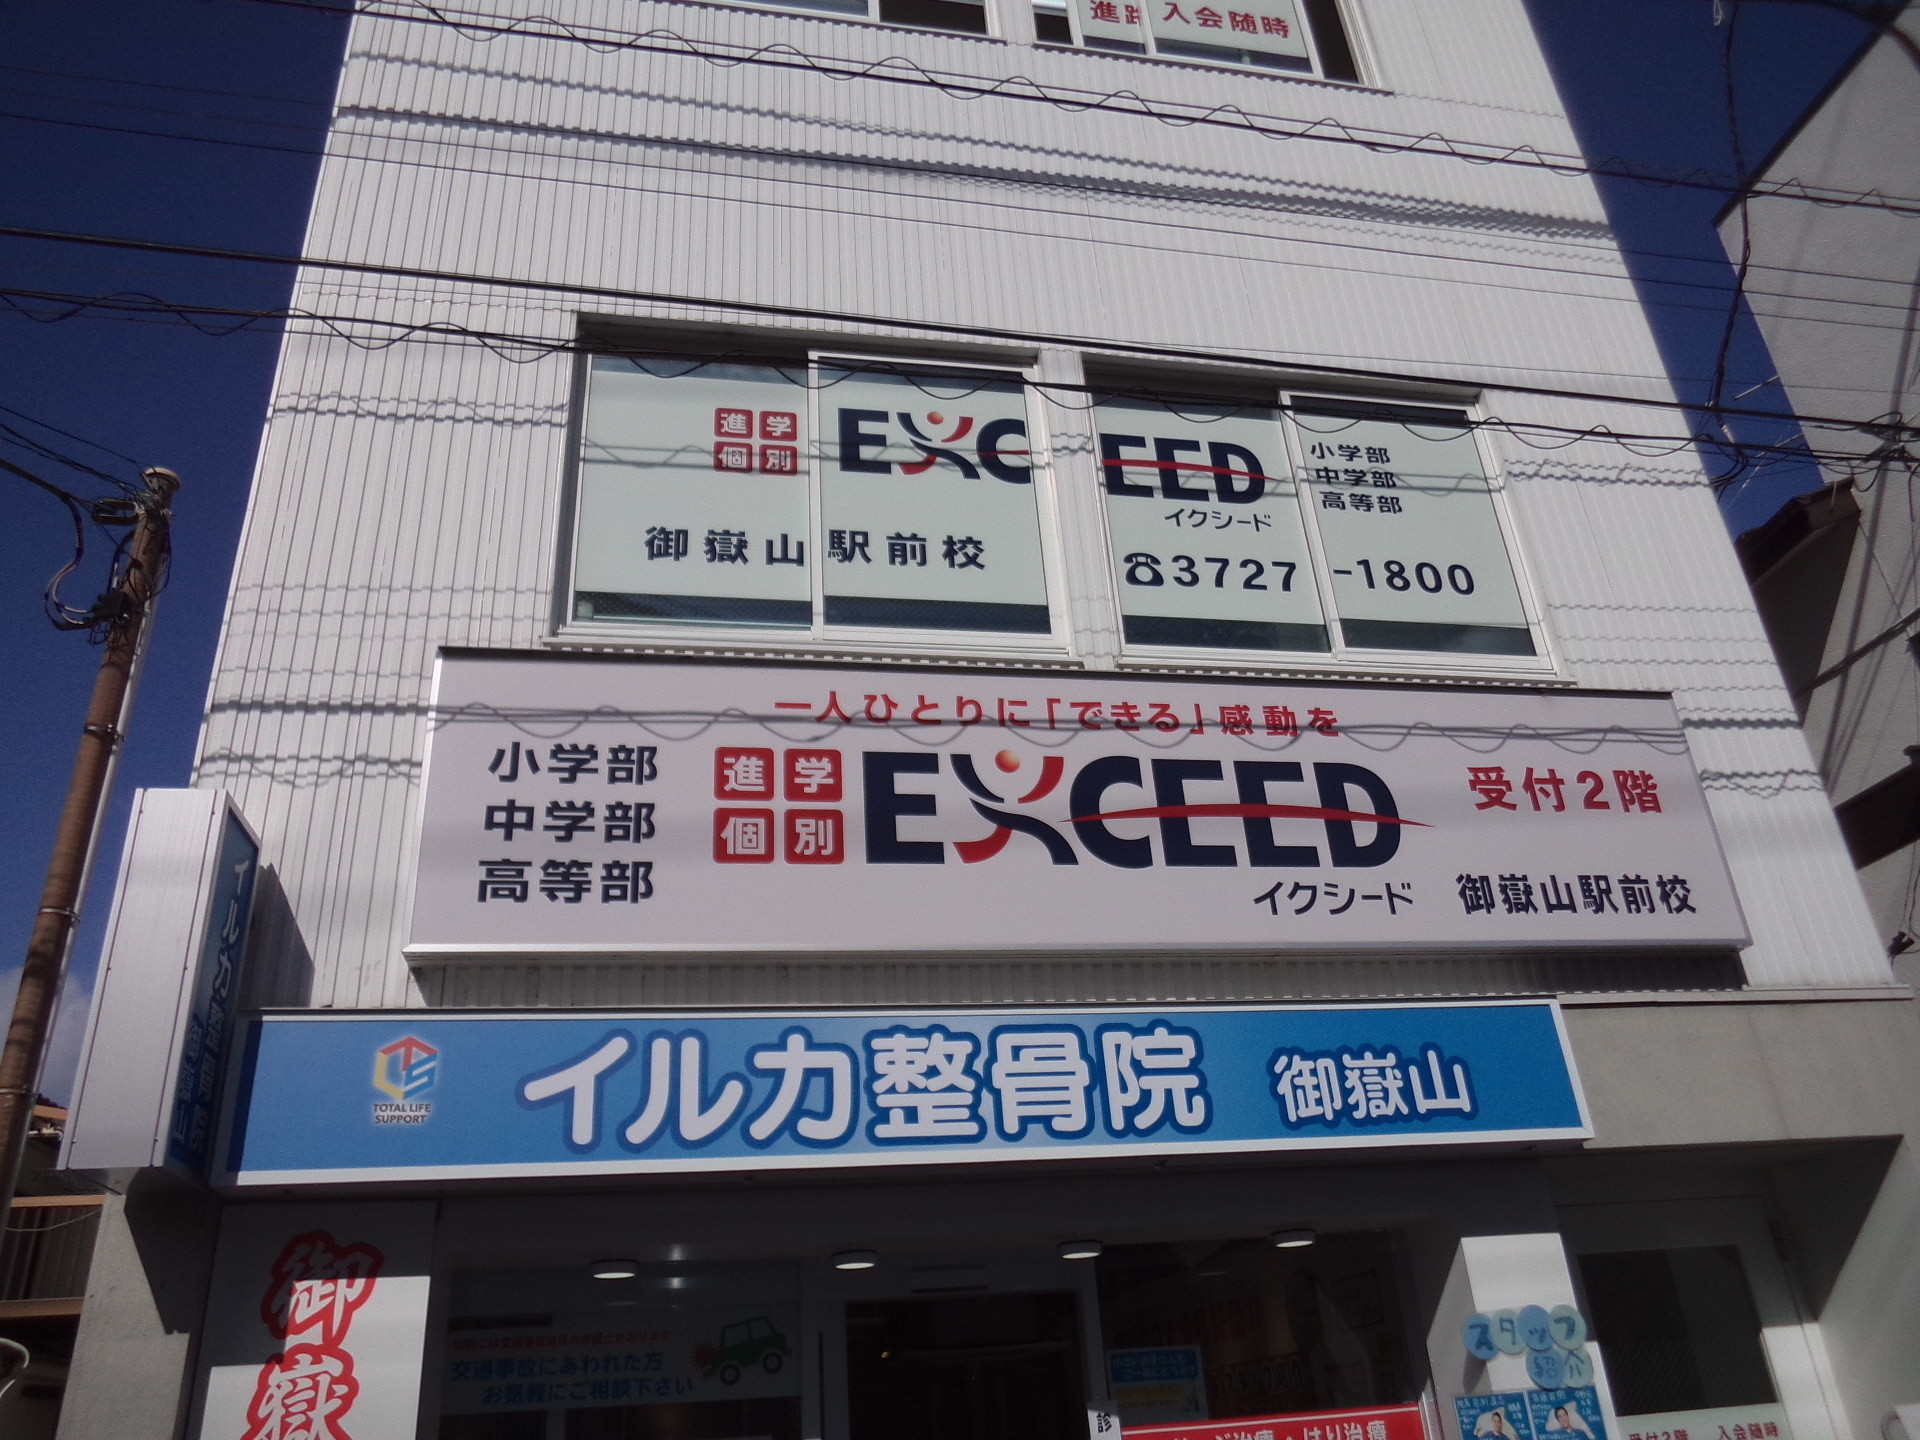 入会随時
進学
個別
EXCEED
イクシード
小学部
中学部
高等部
御嶽山駅前校
☎3727-1800
一人ひとりに「できる」感動を
小学部
中学部
高等部
進学
個別
EXCEED
イクシード
受付2階
御嶽山駅前校
TOTAL LIFE
SUPPORT
イルカ整骨院 御嶽山
御嶽
交通事故にあわれた方
お気軽にご相談下さい
スタッフ
紹介
はり治療
受付2階 入会随時